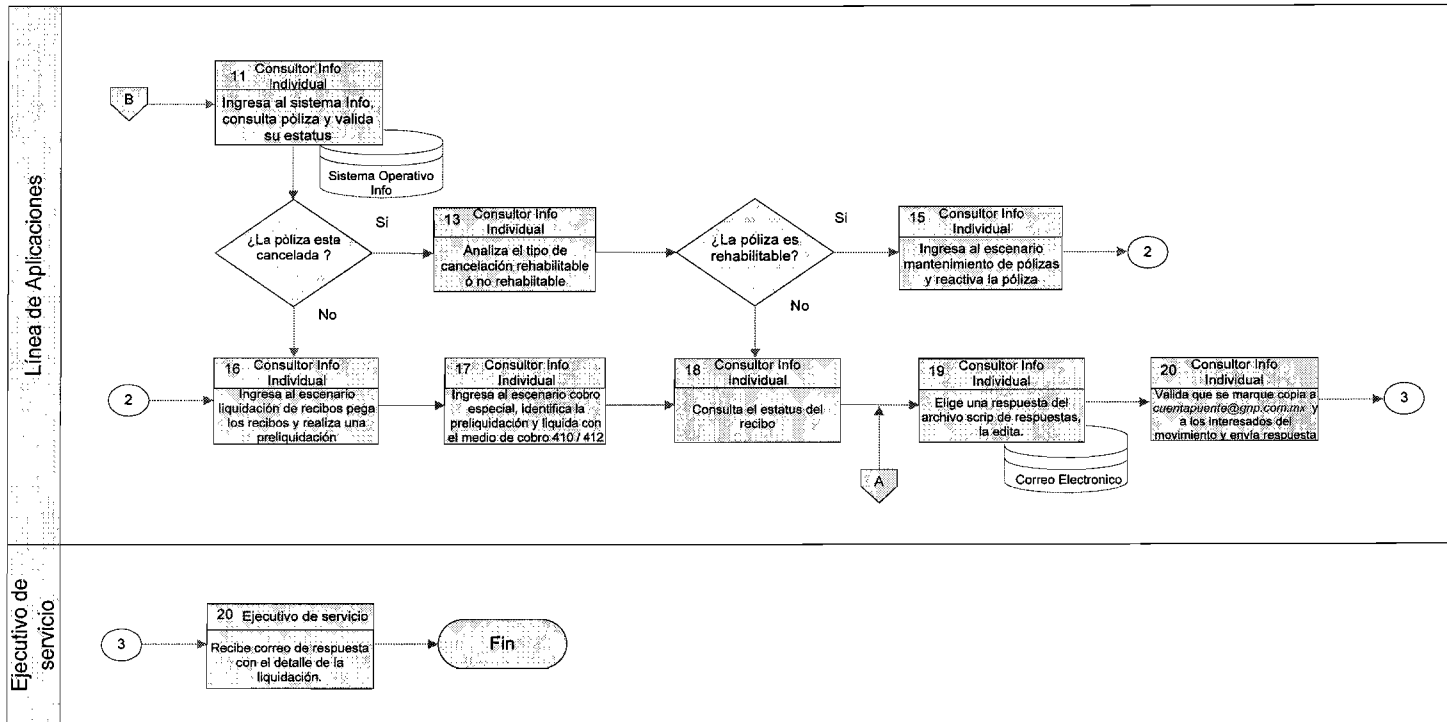 Línea de Aplicaciones
B
11 Consultor Info
Individual
Ingresa al sistema Info,
consulta póliza y valida
su estatus
Sistema Operativo
Info
¿La póliza esta
cancelada ?
Si
No
13 Consultor Info
Individual
Analiza el tipo de
cancelación rehabilitable
ó no rehabilitable
¿La póliza es
rehabilitable?
Si
No
15 Consultor Info
Individual
Ingresa al escenario
mantenimiento de pólizas
y reactiva la póliza
2
2
16 Consultor Info
Individual
Ingresa al escenario
liquidación de recibos pega
los recibos y realiza una
preliquidación
17 Consultor Info
Individual
Ingresa al escenario cobro
especial, identifica la
preliquidación y liquida con
el medio de cobro 410 / 412
18 Consultor Info
Individual
Consulta el estatus del
recibo
A
19 Consultor Info
Individual
Elige una respuesta del
archivo scrip de respuestas,
la edita.
Correo Electronico
20 Consultor Info
Individual
Valida que se marque copia a
cuentapuente@gnp.com.mx y
a los interesados del
movimiento y envía respuesta
3
Ejecutivo de
servicio
3
20 Ejecutivo de servicio
Recibe correo de respuesta
con el detalle de la
liquidación.
Fin